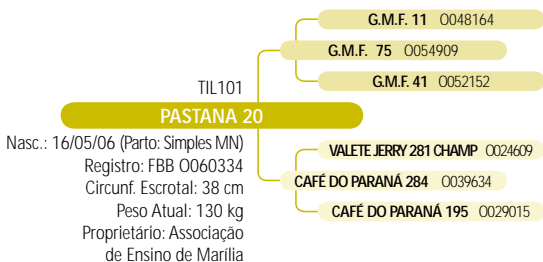 G.M.F. 11 O048164
G.M.F. 75 O054909
G.M.F. 41 O052152
TIL101
PASTANA 20
Nasc.: 16/05/06 (Parto: Simples MN)
Registro: FBB O060334
Circunf. Escrotal: 38 cm
Peso Atual: 130 kg
Proprietário: Associação
de Ensino de Marília
VALETE JERRY 281 CHAMP O024609
CAFÉ DO PARANÁ 284 O039634
CAFÉ DO PARANÁ 195 O029015